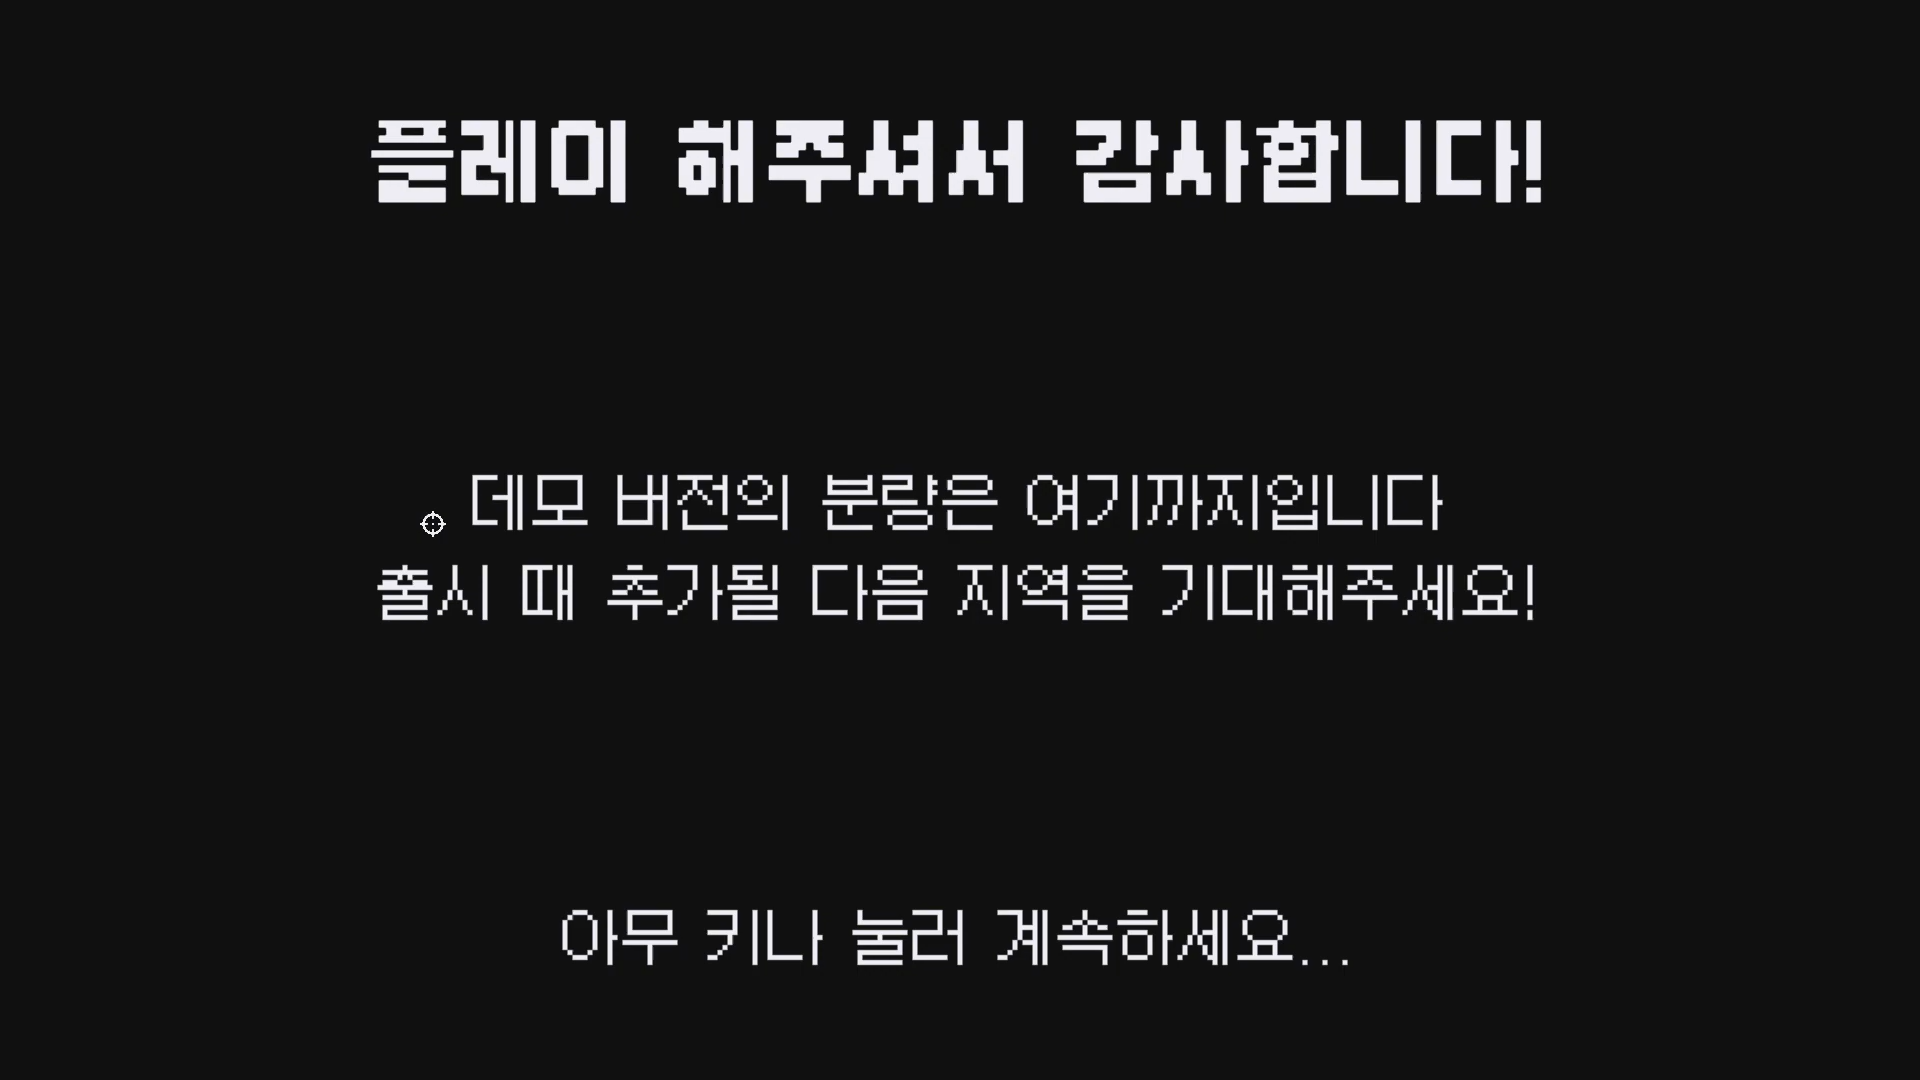 플레이 해주셔서 감사합니다!
데모 버전의 분량은 여기까지입니다
출시 때 추가될 다음 지역을 기대해주세요!
아무 키나 눌러 계속하세요...